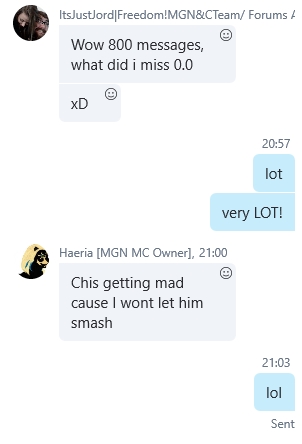 ItsJustJord|Freedom!MGN&CTeam/ Forums
Wow 800 messages,
what did i miss 0.0
xD
20:57
lot
very LOT!
Haeria [MGN MC Owner], 21:00
Chis getting mad
cause I wont let him
smash
21:03
lol
Sent